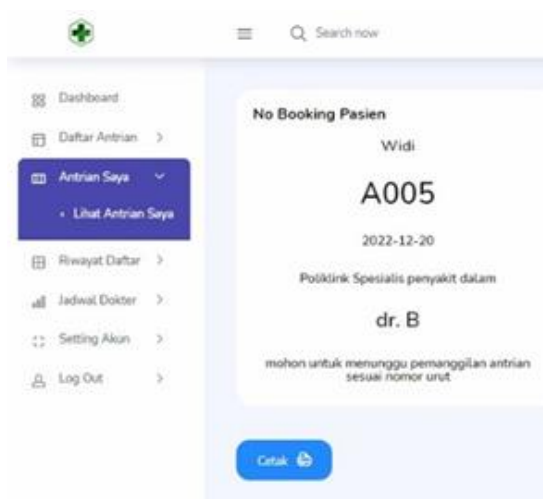 Search now
Dashboard
Daftar Antrian
Antrian Saya
Lihat Antrian Saya
Riwayat Daftar
Jadwal Dokter
Setting Akun
Log Out
No Booking Pasien
Widi
A005
2022-12-20
Poliklink Spesialis penyakit dalam
dr. B
mohon untuk menunggu pemanggilan antrian
sesuai nomor urut
Cetak